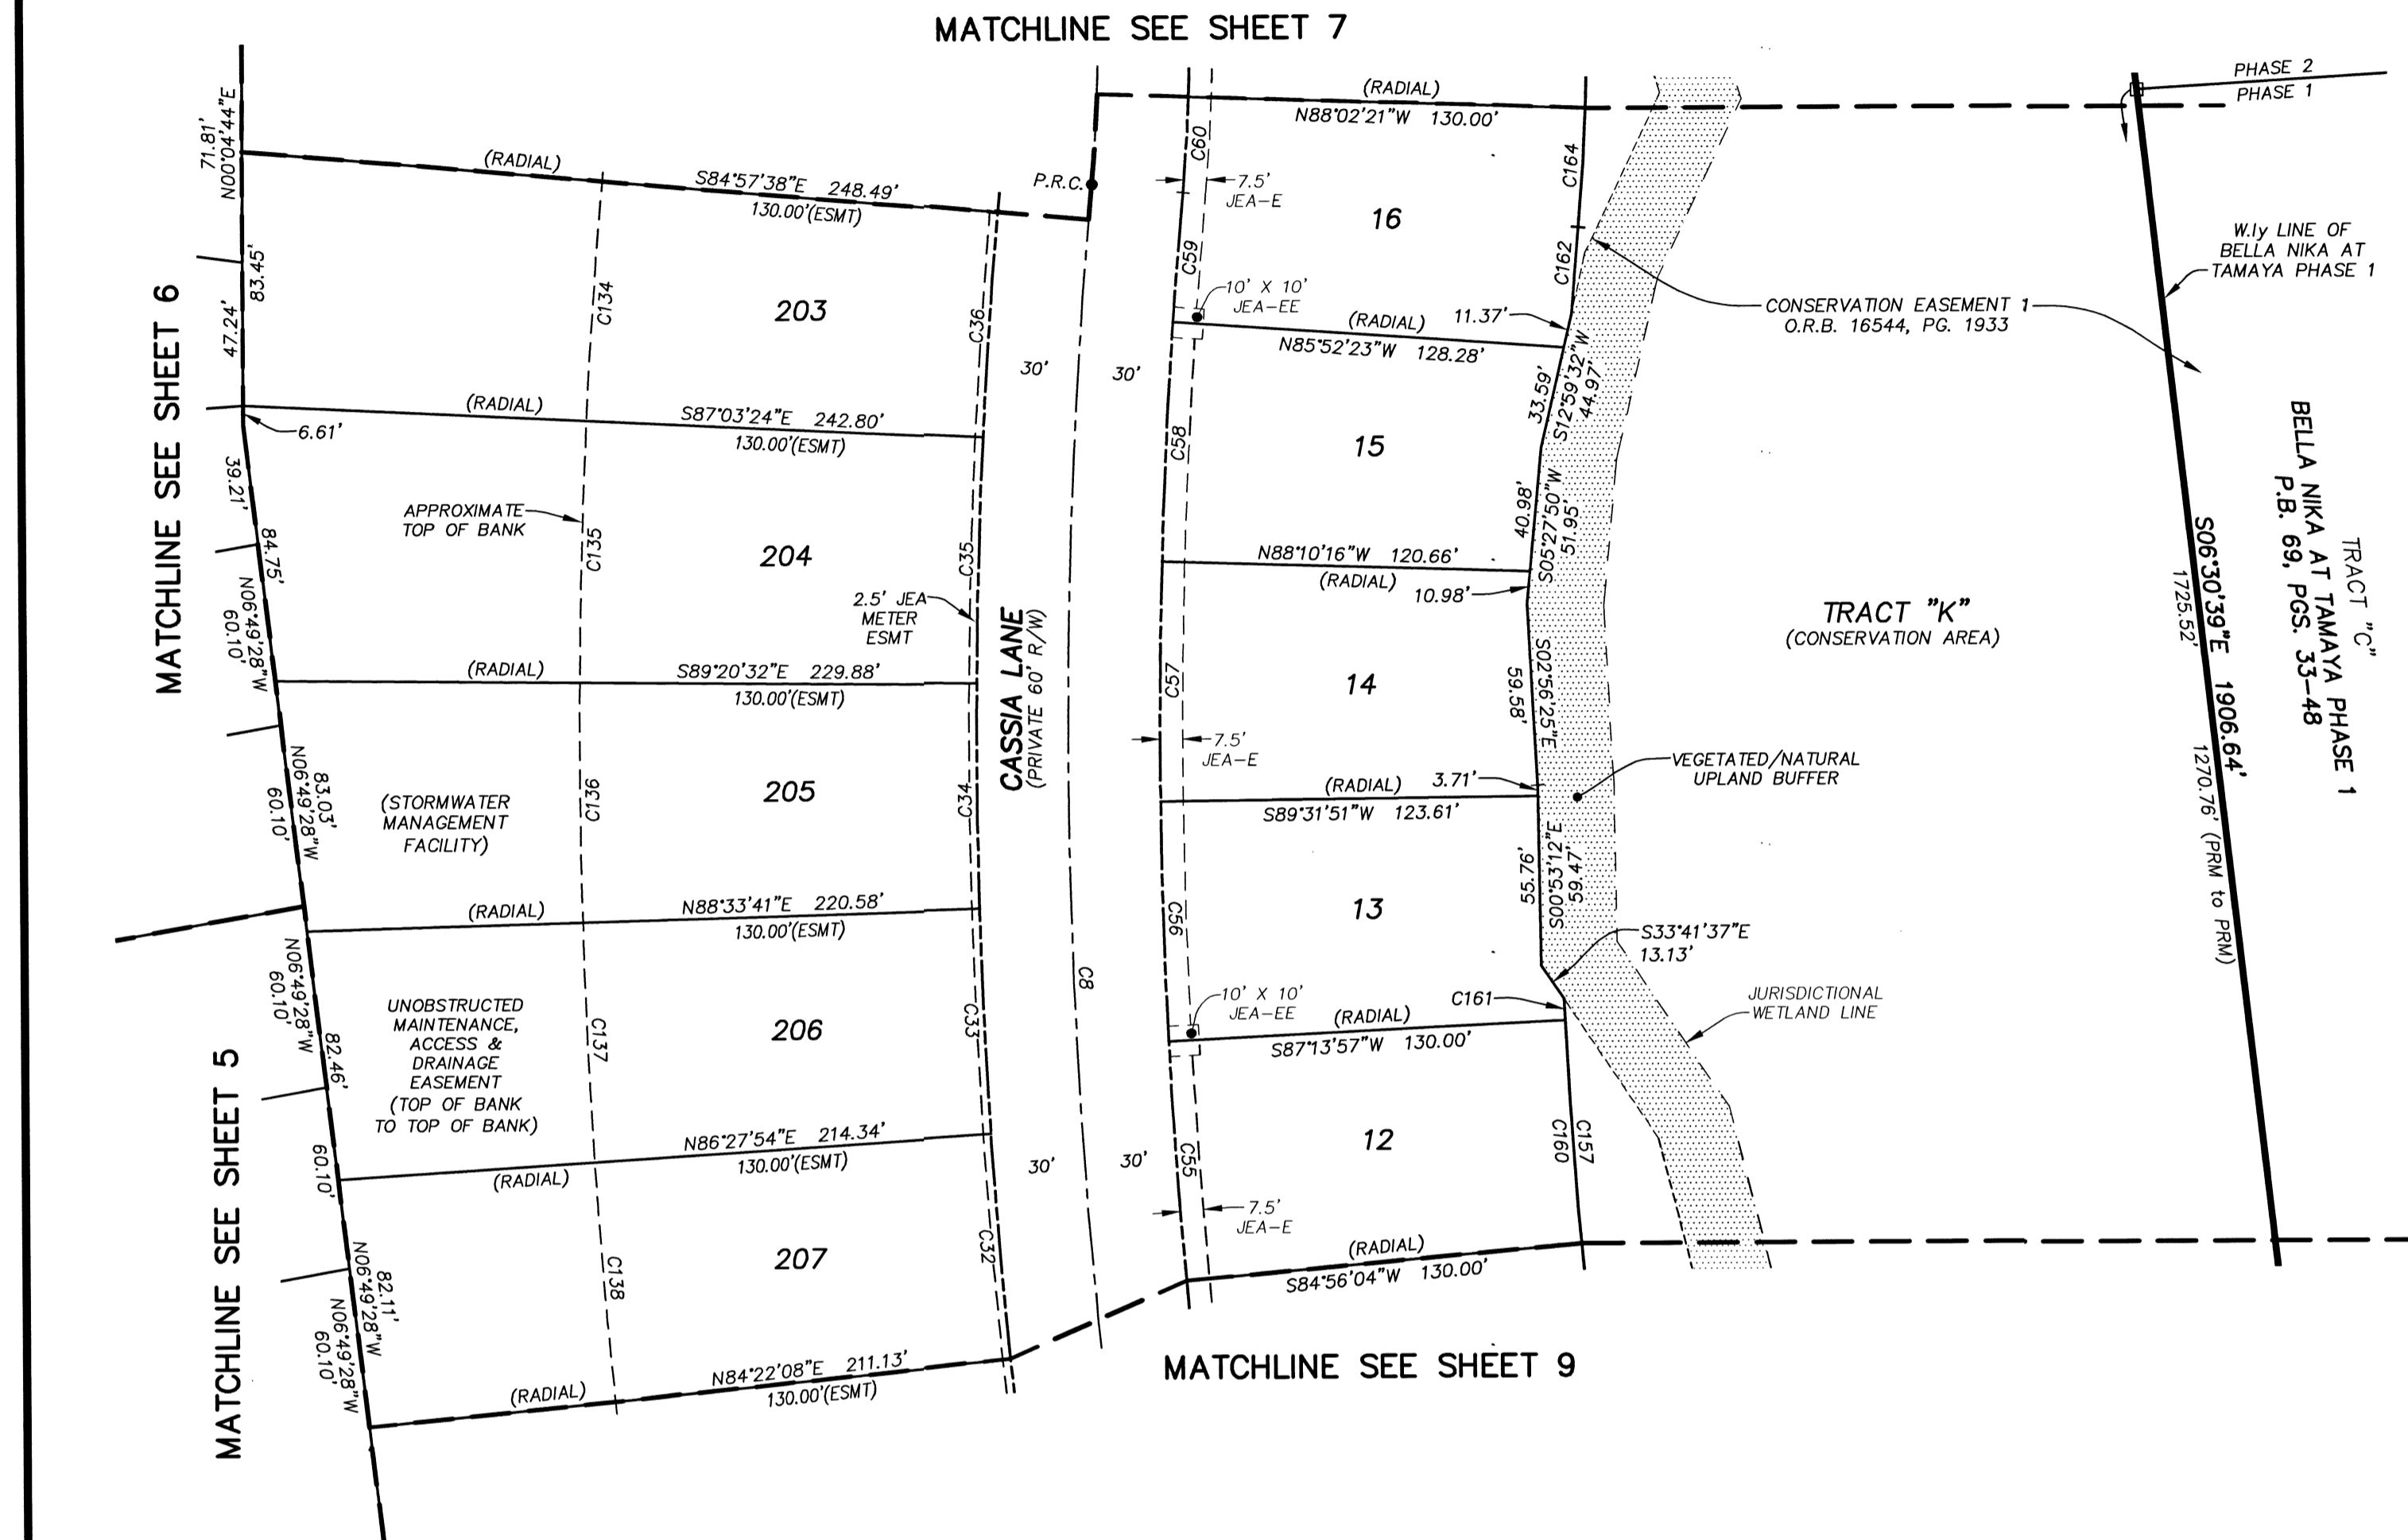 MATCHLINE SEE SHEET 7
PHASE 2
PHASE 1
71.81'
N00°04'44"E
(RADIAL)
S84°57'38"E 248.49'
130.00'(ESMT)
P.R.C.
(RADIAL)
N88°02'21"W 130.00'
C60
7.5'
JEA-E
16
C164
W.ly LINE OF
BELLA NIKA AT
TAMAYA PHASE 1
MATCHLINE SEE SHEET 6
83.45'
47.24'
C134
203
C36
C59
10' X 10'
JEA-EE
C162
11.37'
(RADIAL)
N85°52'23"W 128.28'
CONSERVATION EASEMENT 1
O.R.B. 16544, PG. 1933
30'
30'
(RADIAL)
S87°03'24"E 242.80'
130.00'(ESMT)
6.61'
39.21'
84.75'
N06°49'28"W
60.10'
APPROXIMATE
TOP OF BANK
C135
204
C35
2.5' JEA
METER
ESMT
C58
15
33.59'
S12°59'32"W
44.97'
40.98'
S05°27'50"W
51.95'
N88°10'16"W 120.66'
(RADIAL)
10.98'
TRACT "C"
BELLA NIKA AT TAMAYA PHASE 1
P.B. 69, PGS. 33-48
S06°30'39"E 1906.64'
1725.52'
1270.76' (PRM to PRM)
TRACT "K"
(CONSERVATION AREA)
CASSIA LANE
(PRIVATE 60' R/W)
(RADIAL)
S89°20'32"E 229.88'
130.00'(ESMT)
C57
14
59.58'
S02°56'25"E
7.5'
JEA-E
(RADIAL)
3.71'
S89°31'51"W 123.61'
VEGETATED/NATURAL
UPLAND BUFFER
83.03'
N06°49'28"W
60.10'
(STORMWATER
MANAGEMENT
FACILITY)
C136
205
C34
(RADIAL)
N88°33'41"E 220.58'
130.00'(ESMT)
C56
13
55.76'
S00°53'12"E
59.47'
S33°41'37"E
13.13'
C8
10' X 10'
JEA-EE
C161
(RADIAL)
S87°13'57"W 130.00'
JURISDICTIONAL
WETLAND LINE
MATCHLINE SEE SHEET 5
N06°49'28"W
60.10'
82.46'
60.10'
UNOBSTRUCTED
MAINTENANCE,
ACCESS &
DRAINAGE
EASEMENT
(TOP OF BANK
TO TOP OF BANK)
C137
206
C33
N86°27'54"E 214.34'
130.00'(ESMT)
(RADIAL)
30'
30'
C55
12
C160
C157
7.5'
JEA-E
(RADIAL)
S84°56'04"W 130.00'
82.11'
N06°49'28"W
N06°49'28"W
60.10'
C138
207
C32
(RADIAL)
N84°22'08"E 211.13'
130.00'(ESMT)
MATCHLINE SEE SHEET 9